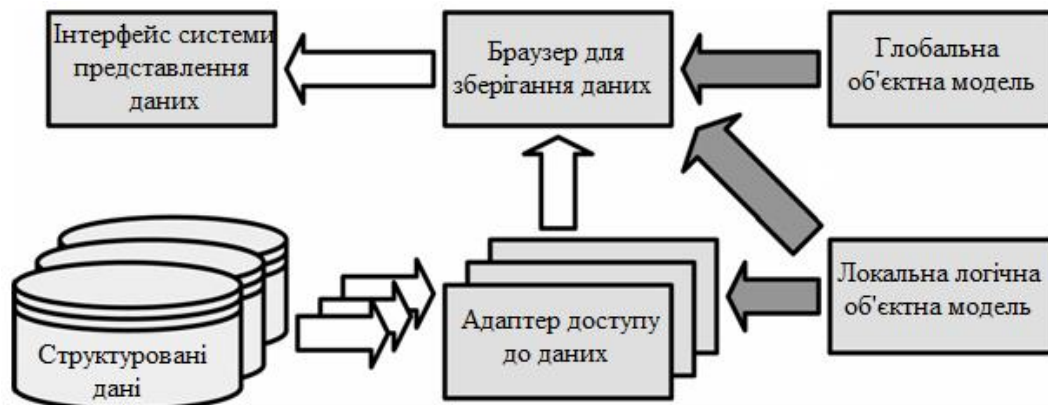 Інтерфейс системи
представлення
даних
Браузер для
зберігання даних
Глобальна
об'єктна модель
Структуровані
дані
Адаптер доступу
до даних
Локальна логічна
об'єктна модель